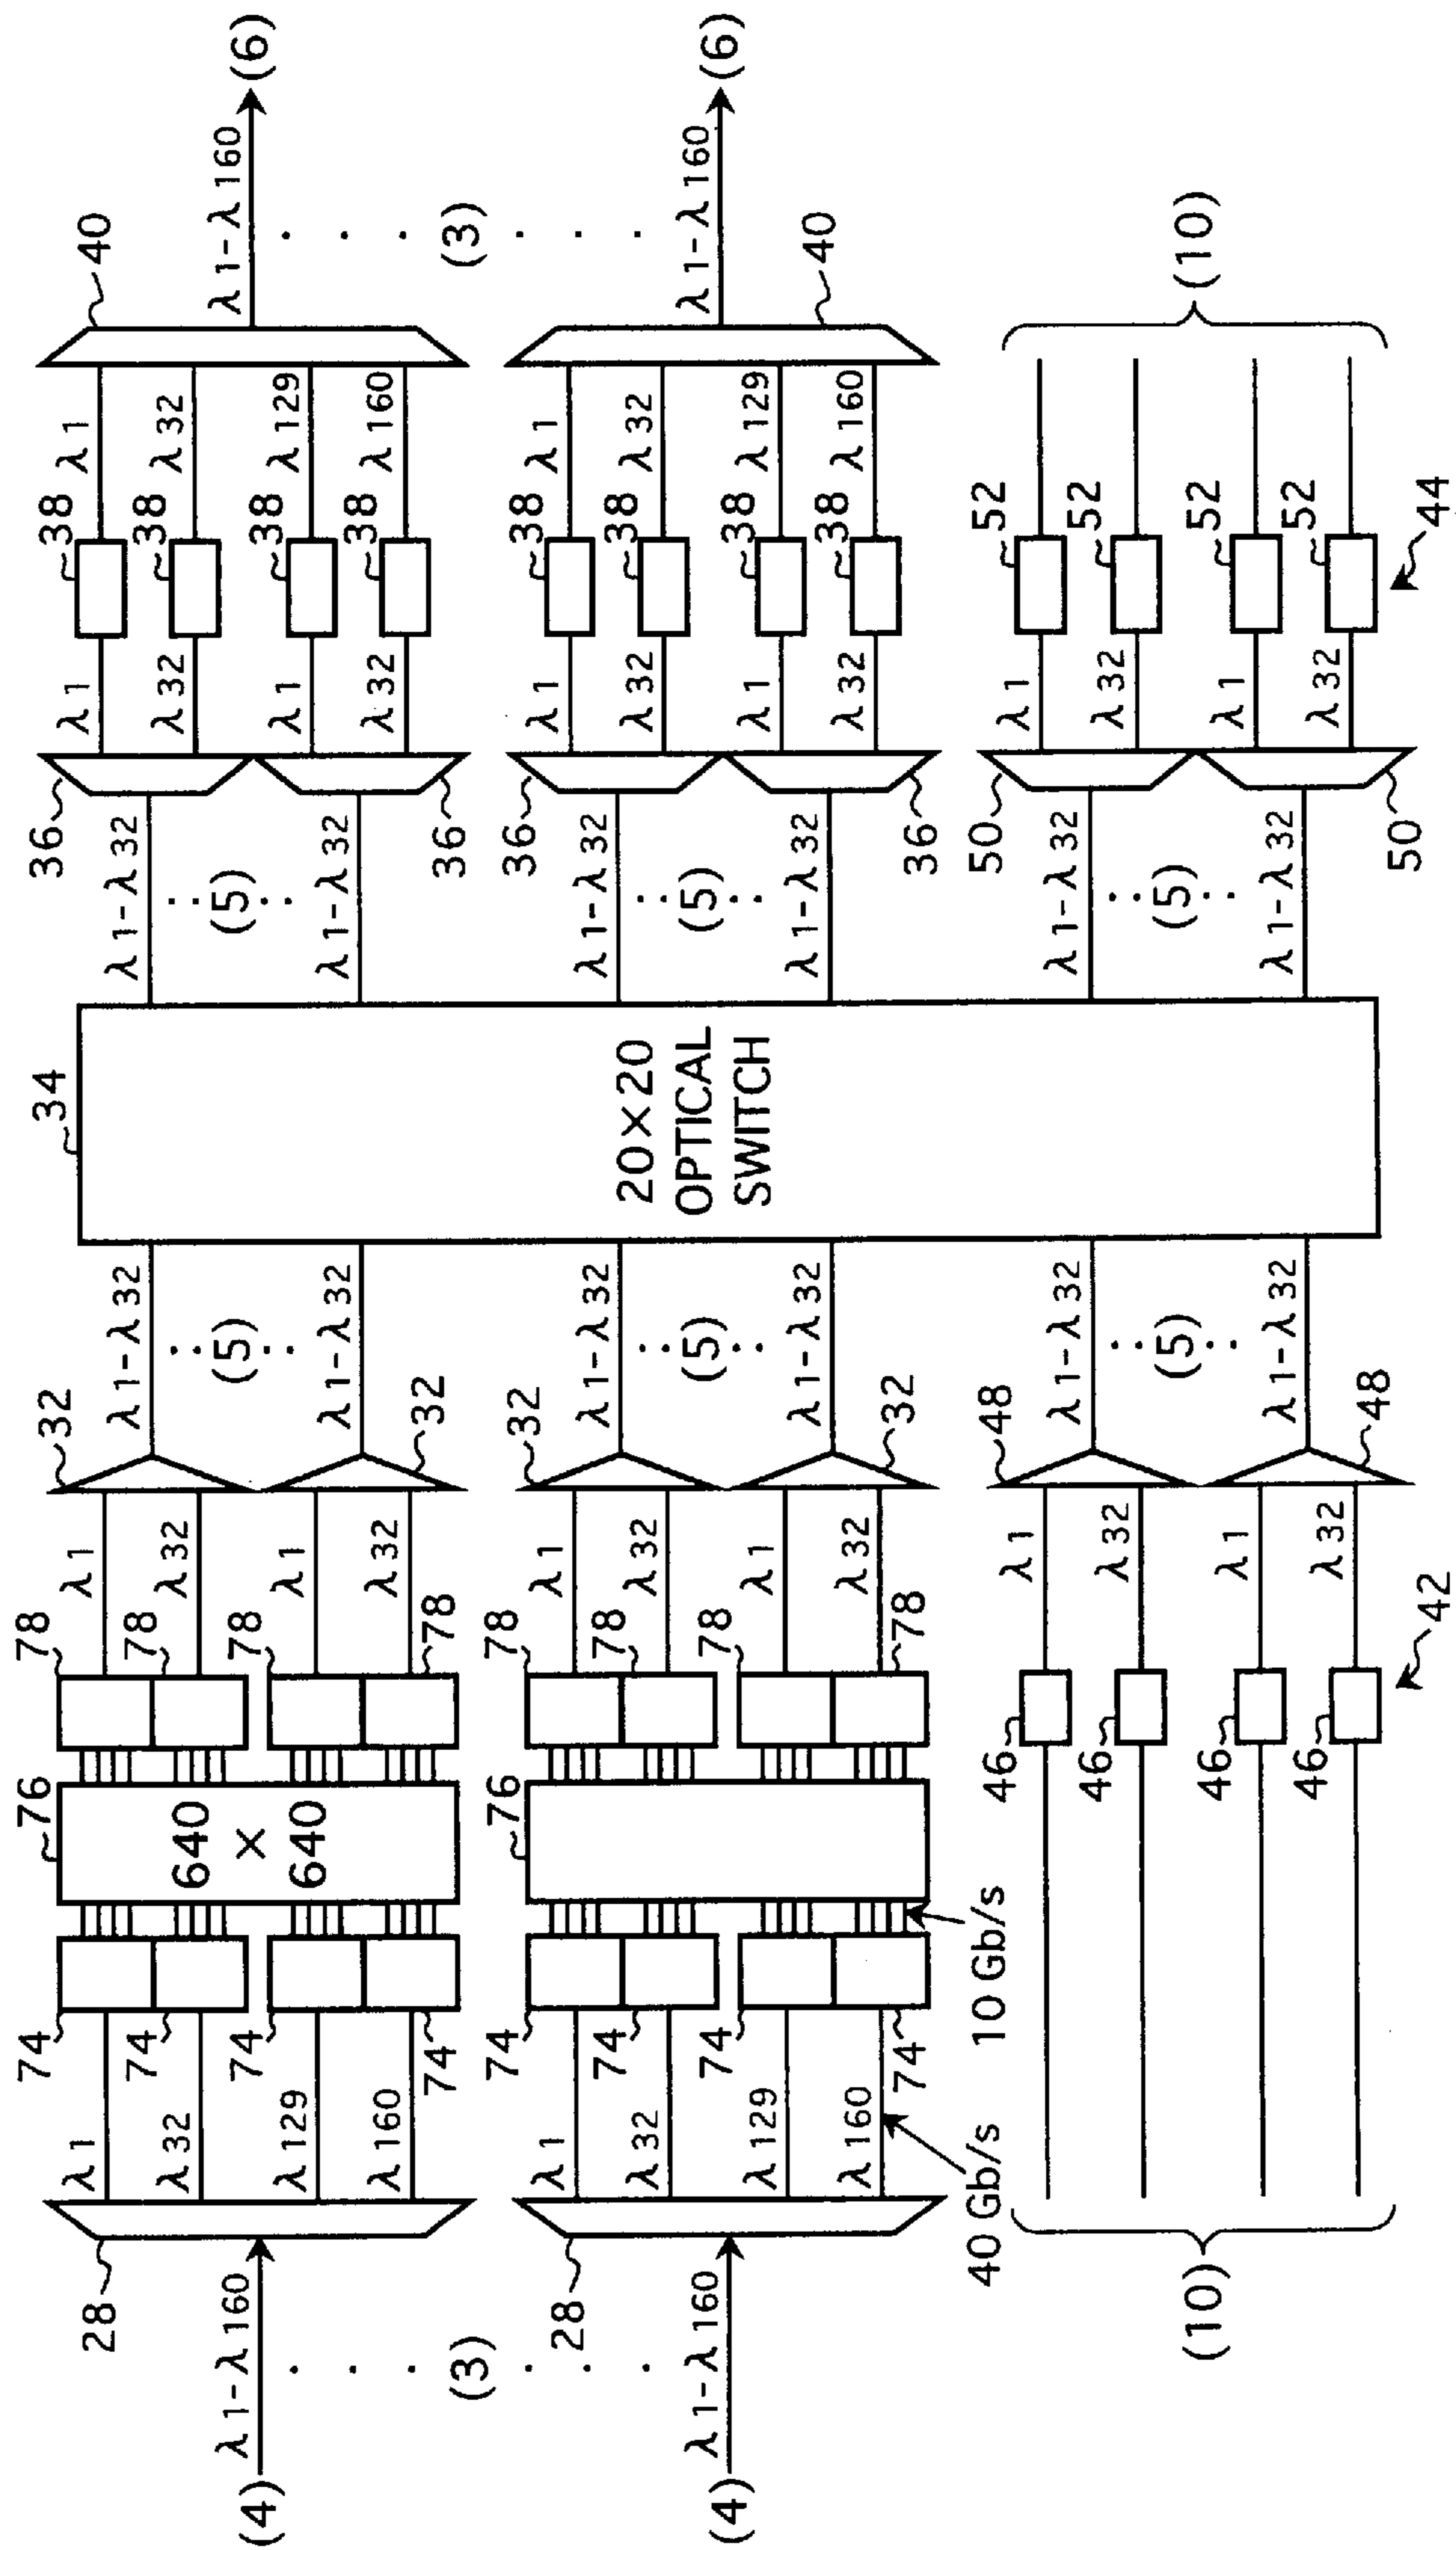 (4)
λ1-λ160
28
λ1
λ32
λ129
λ160
74
74
74
74
76
640
×
640
78
78
78
78
λ1
λ32
λ1
λ32
32
32
λ1-λ32
(5)
λ1-λ32
34
20×20
OPTICAL
SWITCH
λ1-λ32
(5)
λ1-λ32
36
36
λ1
λ32
λ1
λ32
38
38
38
38
λ1
λ32
λ129
λ160
40
λ1-λ160
(6)
(3)
(3)
(4)
λ1-λ160
28
λ1
λ32
λ129
λ160
74
74
74
74
76
78
78
78
78
λ1
λ32
λ1
λ32
32
32
λ1-λ32
(5)
λ1-λ32
λ1-λ32
(5)
λ1-λ32
36
36
λ1
λ32
λ1
λ32
38
38
38
38
λ1
λ32
λ129
λ160
40
λ1-λ160
(6)
40 Gb/s
10 Gb/s
(10)
46
46
46
46
42
λ1
λ32
λ1
λ32
48
48
λ1-λ32
(5)
λ1-λ32
λ1-λ32
(5)
λ1-λ32
50
50
λ1
λ32
λ1
λ32
52
52
52
52
44
(10)